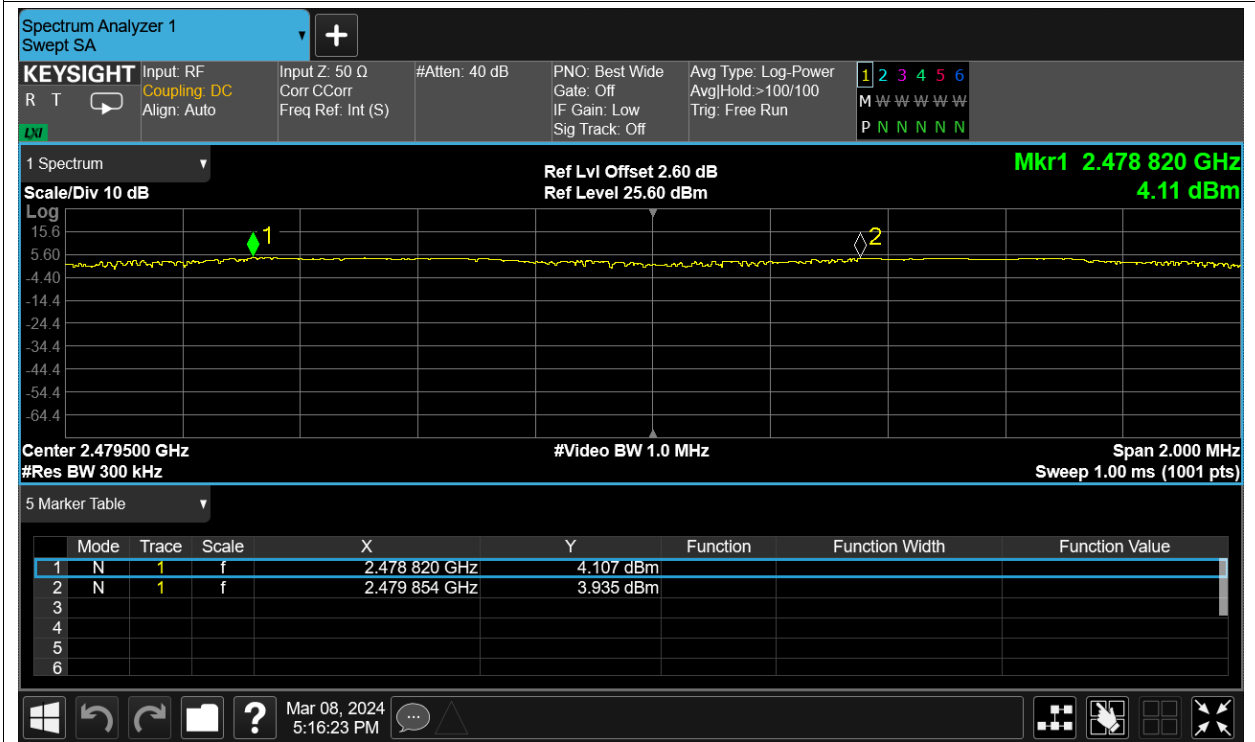 Spectrum Analyzer 1
Swept SA
KEYSIGHT
R T
LXI
Input: RF
Coupling: DC
Align: Auto
Input Z: 50 Ω
Corr CCorr
Freq Ref: Int (S)
#Atten: 40 dB
PNO: Best Wide
Gate: Off
IF Gain: Low
Sig Track: Off
Avg Type: Log-Power
Avg|Hold:>100/100
Trig: Free Run
1 2 3 4 5 6
M W W W W W
P N N N N N
1 Spectrum
Scale/Div 10 dB
Ref Lvl Offset 2.60 dB
Ref Level 25.60 dBm
Mkr1 2.478 820 GHz
4.11 dBm
Log
15.6
5.60
-4.40
-14.4
-24.4
-34.4
-44.4
-54.4
-64.4
1
2
Center 2.479500 GHz
#Res BW 300 kHz
#Video BW 1.0 MHz
Span 2.000 MHz
Sweep 1.00 ms (1001 pts)
5 Marker Table
Mode Trace Scale X Y Function Function Width Function Value
1 N 1 f 2.478 820 GHz 4.107 dBm
2 N 1 f 2.479 854 GHz 3.935 dBm
3
4
5
6
?
Mar 08, 2024
5:16:23 PM